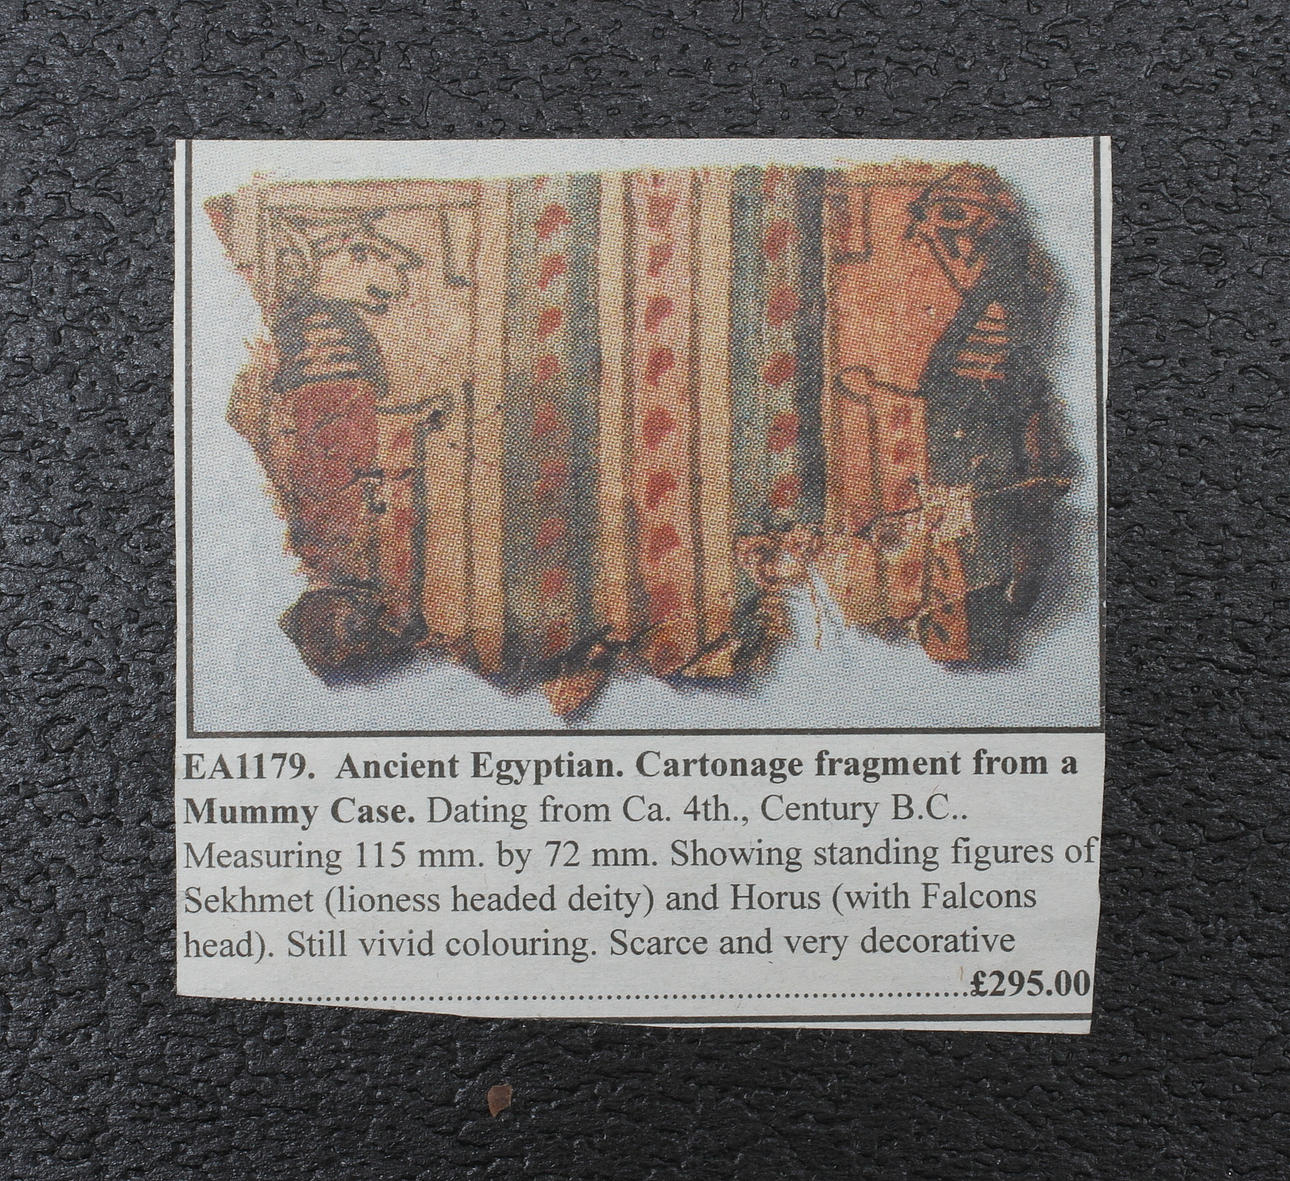 EA1179. Ancient Egyptian. Cartonage fragment from a
Mummy Case. Dating from Ca. 4th., Century B.C..
Measuring 115 mm. by 72 mm. Showing standing figures of
Sekhmet (lioness headed deity) and Horus (with Falcons
head). Still vivid colouring. Scarce and very decorative
..........................................................................................£295.00